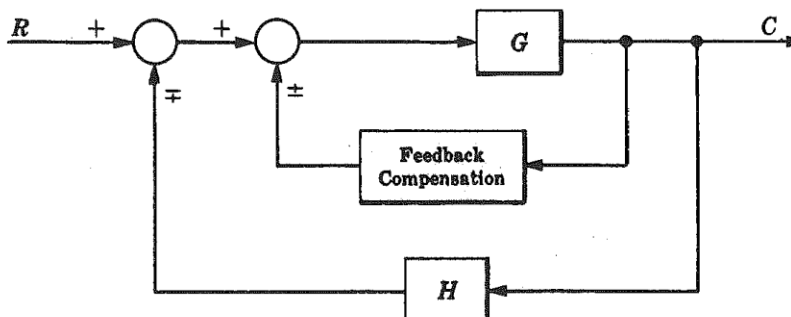 R + + G C
∓ ±
Feedback
Compensation
H